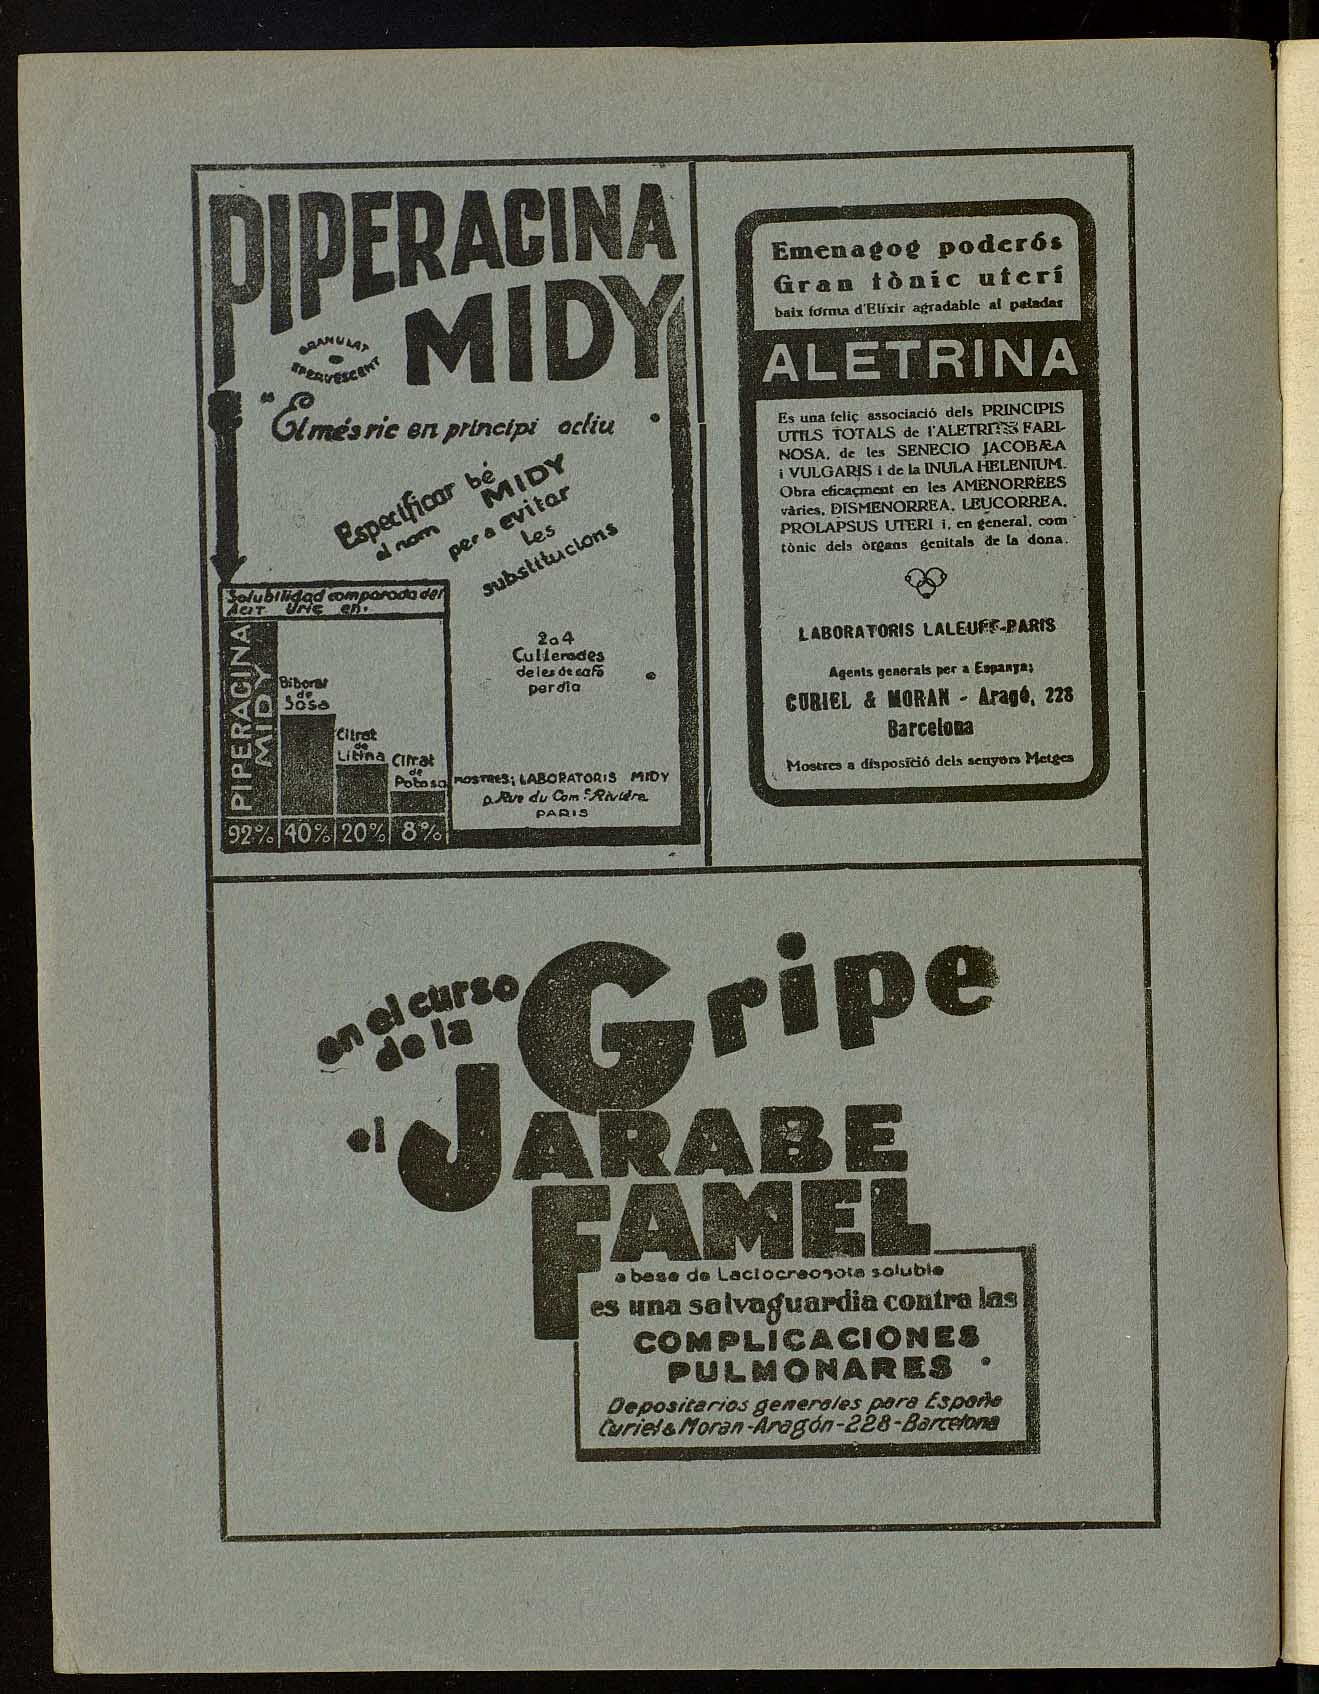 PIPERACINA
MIDY
GRANULAT
EFERVESCENT
"El més ric en principi actiu
Especificar bé
el nom MIDY
per a evitar
les
substitucions
Solubilidad comparada del
Acit Uric en.
PIPERACINA
MIDY
Biborat
de
Sosa
Citrat
de
Litina
Citrat
de
Potosa
92% 40% 20% 8%
2 a 4
Cullerades
de les de cafe
per dia
MOSTRES; LABORATORIS MIDY
9 Rue du Comt Rivière
PARIS
Emenagog poderós
Gran tònic uterí
baix forma d'Elixir agradable al paladar
ALETRINA
Es una feliç associació dels PRINCIPIS
UTILS TOTALS de l'ALETRIS FARI-
NOSA, de les SENECIO JACOBÆA
i VULGARIS i de la INULA HELENIUM.
Obra eficaçment en les AMENORREES
vàries, DISMENORREA, LEUCORREA,
PROLAPSUS UTERI i, en general, com
tònic dels òrgans genitals de la dona.
LABORATORIS LALEUFF-PARIS
Agents generals per a Espanya;
CURIEL & MORAN - Aragó, 228
Barcelona
Mostres a disposició dels senyors Metges
en el curso
de la
Gripe
el JARABE
FAMEL
a base de Lactocreosota soluble
es una salvaguardia contra las
COMPLICACIONES
PULMONARES
Depositarios generales para España
Curiel & Moran-Aragón-228-Barcelona